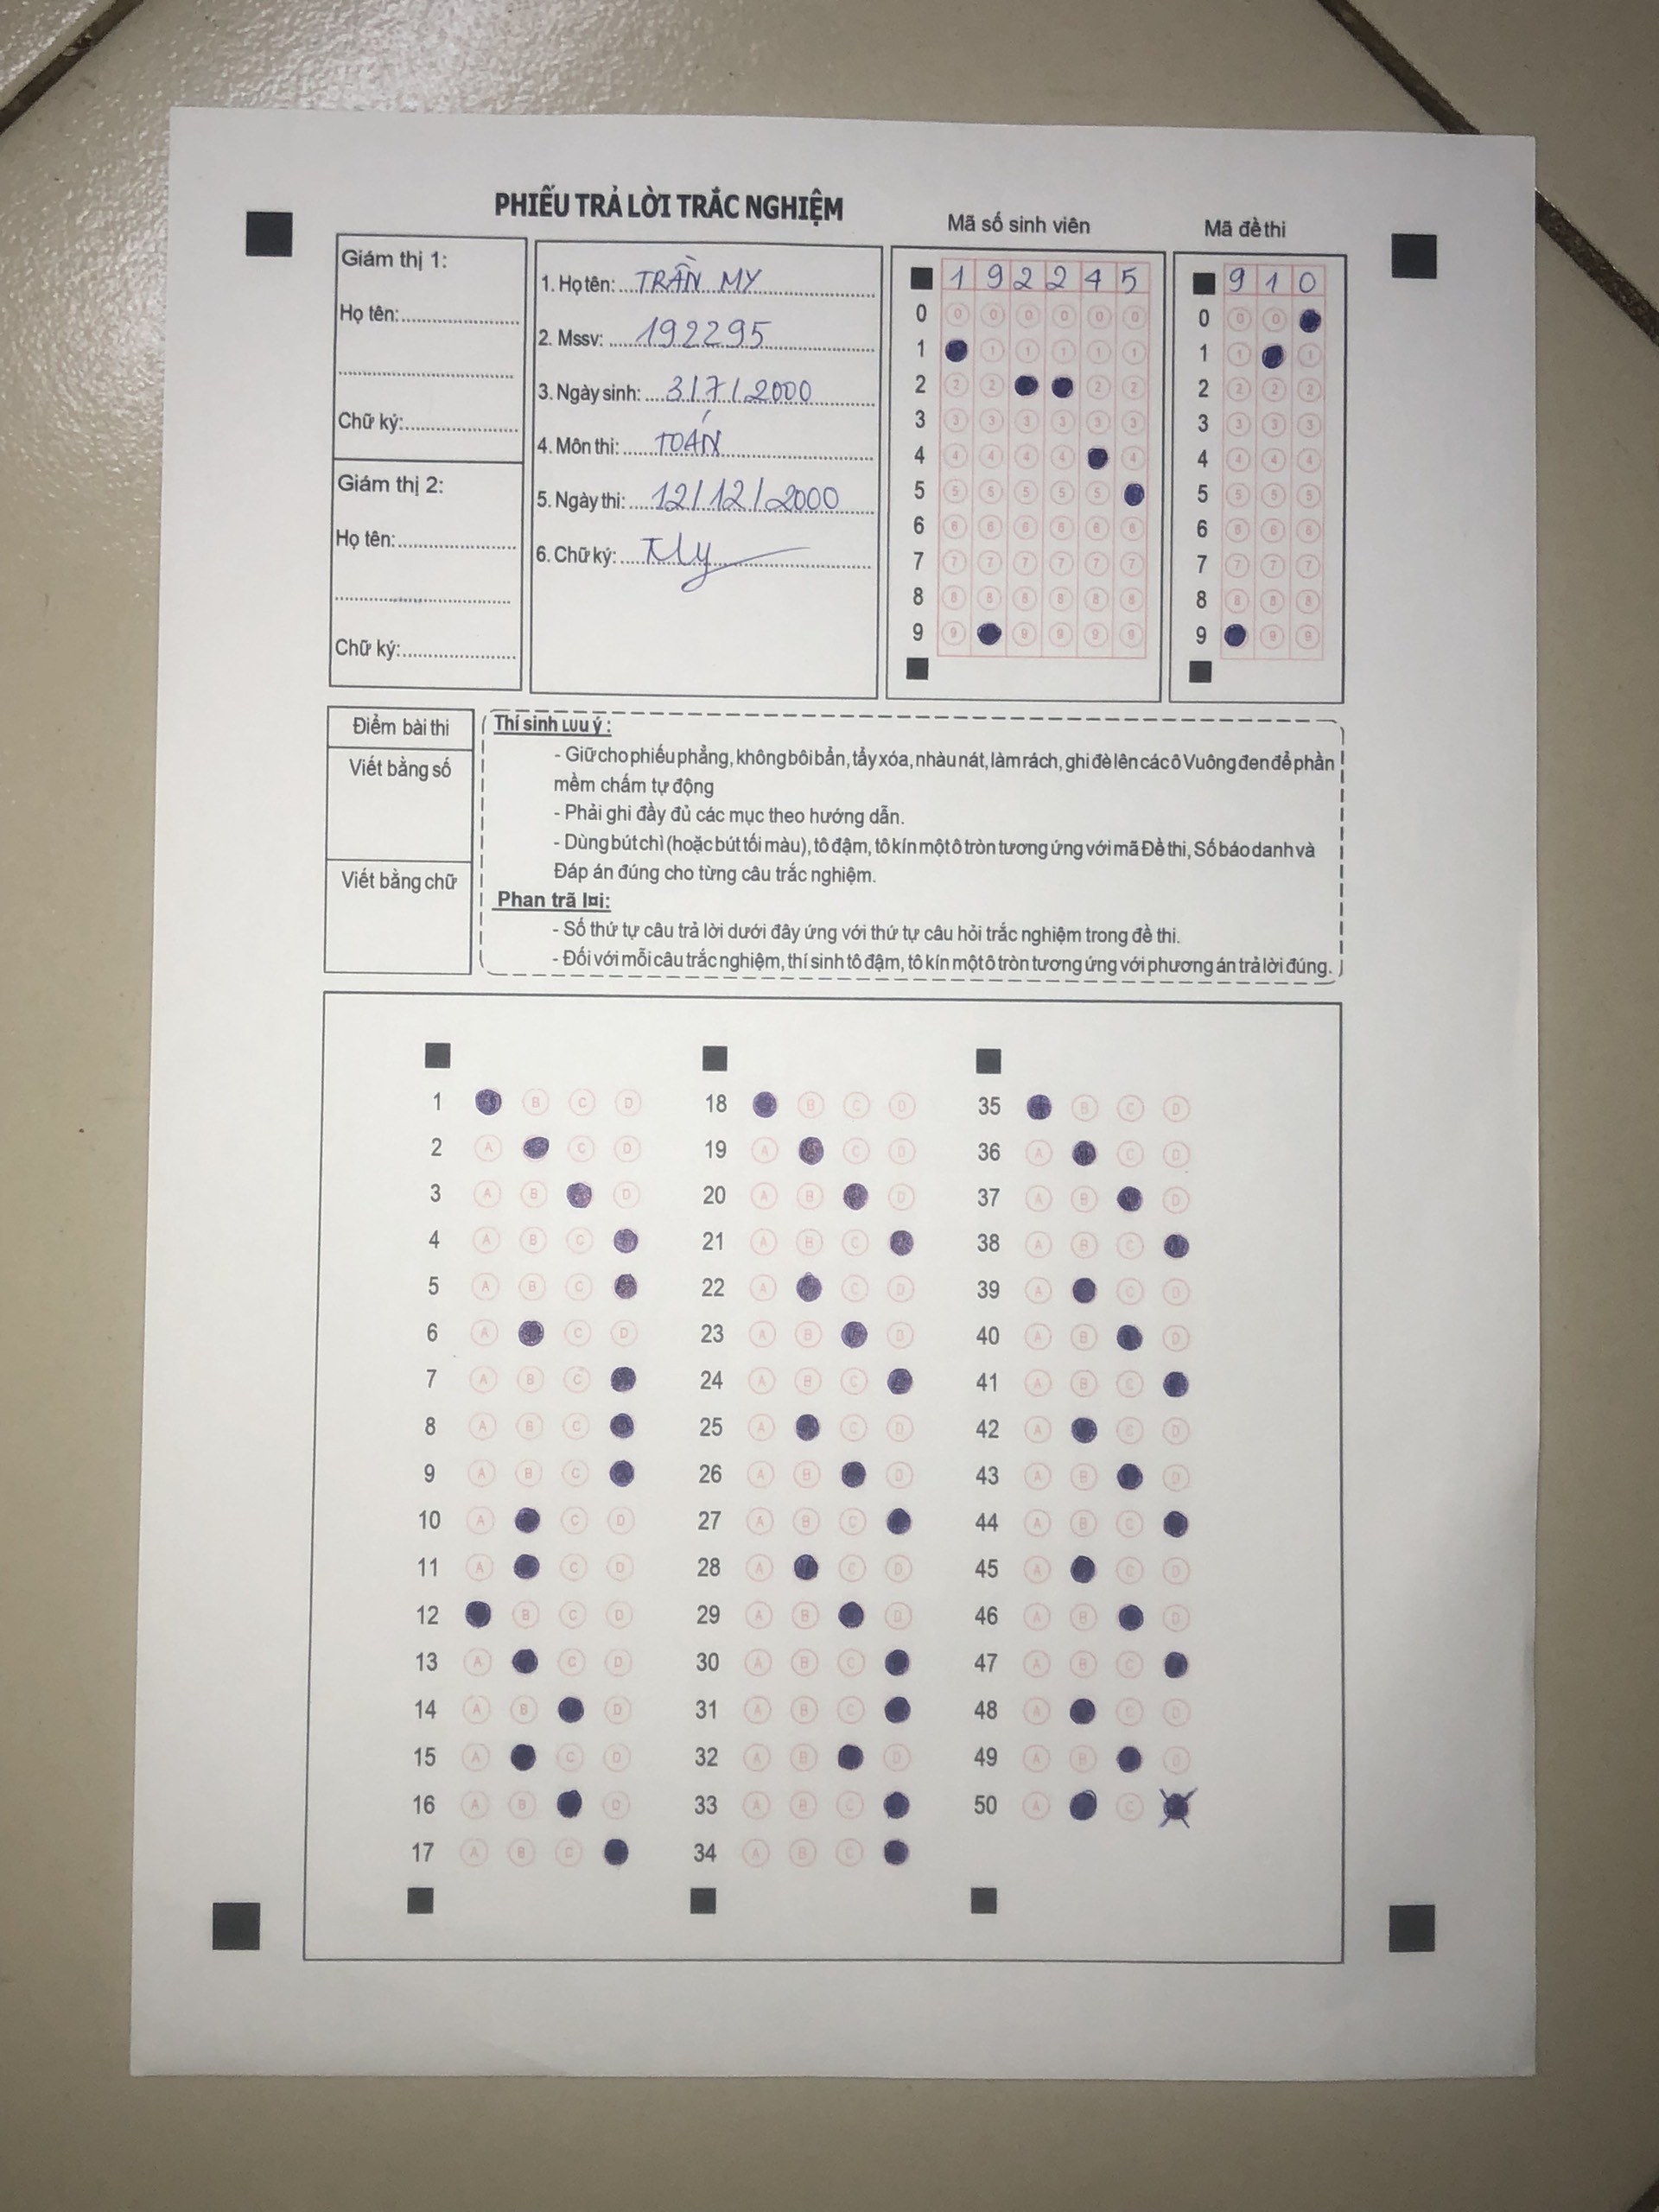 PHIẾU TRẢ LỜI TRẮC NGHIỆM
Giám thị 1:
Họ tên:
Chữ ký:
Giám thị 2:
Họ tên:
Chữ ký:
1. Họ tên: TRẦN MY
2. Mssv: 192295
3. Ngày sinh: 3/7/2000
4. Môn thi: TOÁN
5. Ngày thi: 12/12/2000
6. Chữ ký:
Mã số sinh viên
1 9 2 2 4 5
0 0 0 0 0 0 0
1 1 1 1 1 1
2 2 2 2 2
3 3 3 3 3 3 3
4 4 4 4 4 4
5 5 5 5 5 5
6 6 6 6 6 6 6
7 7 7 7 7 7 7
8 8 8 8 8 8 8
9 9 9 9 9 9
Mã đề thi
9 1 0
0 0 0
1 1 1
2 2 2 2
3 3 3 3
4 4 4 4
5 5 5 5
6 6 6 6
7 7 7 7
8 8 8 8
9 9 9
Điểm bài thi
Viết bằng số
Viết bằng chữ
Thí sinh LƯU ý :
- Giữ cho phiếu phẳng, không bôi bẩn, tẩy xóa, nhàu nát, làm rách, ghi đè lên các ô Vuông đen để phần
mềm chấm tự động
- Phải ghi đầy đủ các mục theo hướng dẫn.
- Dùng bút chì (hoặc bút tối màu), tô đậm, tô kín một ô tròn tương ứng với mã Đề thi, Số báo danh và
Đáp án đúng cho từng câu trắc nghiệm.
Phan trã l¤i:
- Số thứ tự câu trả lời dưới đây ứng với thứ tự câu hỏi trắc nghiệm trong đề thi.
- Đối với mỗi câu trắc nghiệm, thí sinh tô đậm, tô kín một ô tròn tương ứng với phương án trả lời đúng.
1 B C D
2 A C D
3 A B D
4 A B C
5 A B C
6 A C D
7 A B C
8 A B C
9 A B C
10 A C D
11 A C D
12 B C D
13 A C D
14 A B D
15 A C D
16 A B D
17 A B C
18 B C D
19 A C D
20 A B D
21 A B C
22 A C D
23 A B D
24 A B C
25 A C D
26 A B D
27 A B C
28 A C D
29 A B D
30 A B C
31 A B C
32 A B D
33 A B C
34 A B C
35 B C D
36 A C D
37 A B D
38 A B C
39 A C D
40 A B D
41 A B C
42 A C D
43 A B D
44 A B C
45 A C D
46 A B D
47 A B C
48 A C D
49 A B D
50 A C